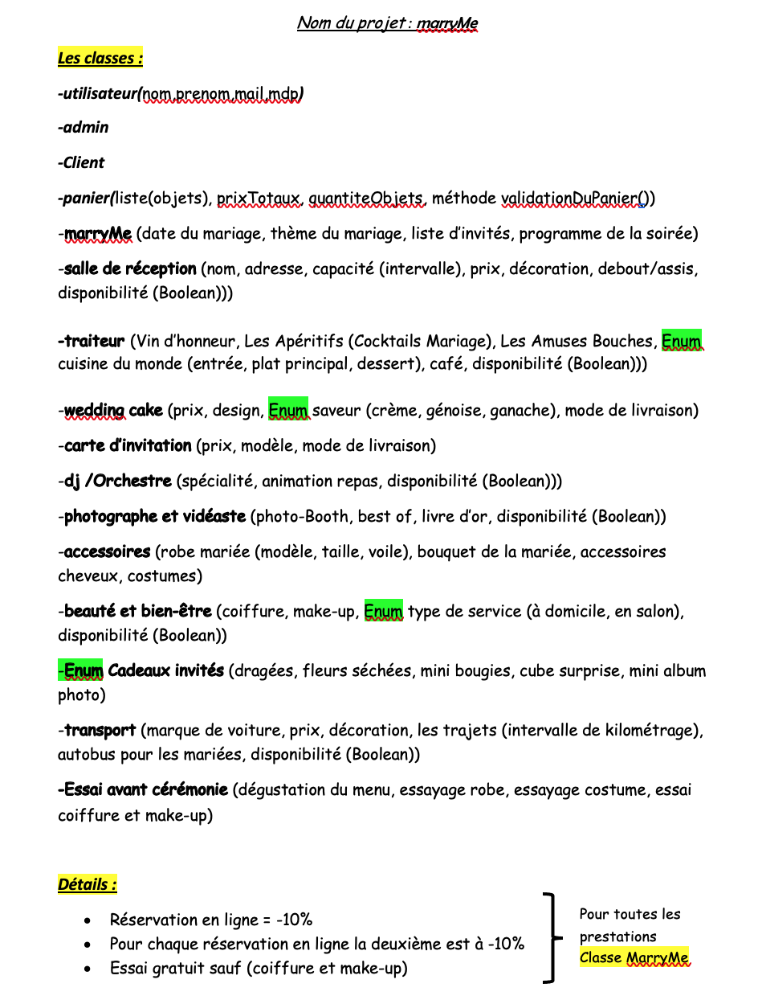 Nom du projet : marryMe
Les classes :
-utilisateur(nom,prenom,mail,mdp)
-admin
-Client
-panier(liste(objets), prixTotaux, quantiteObjets, méthode validationDuPanier())
-marryMe (date du mariage, thème du mariage, liste d’invités, programme de la soirée)
-salle de réception (nom, adresse, capacité (intervalle), prix, décoration, debout/assis,
disponibilité (Boolean)))
-traiteur (Vin d’honneur, Les Apéritifs (Cocktails Mariage), Les Amuses Bouches, Enum
cuisine du monde (entrée, plat principal, dessert), café, disponibilité (Boolean)))
-wedding cake (prix, design, Enum saveur (crème, génoise, ganache), mode de livraison)
-carte d’invitation (prix, modèle, mode de livraison)
-dj /Orchestre (spécialité, animation repas, disponibilité (Boolean)))
-photographe et vidéaste (photo-Booth, best of, livre d’or, disponibilité (Boolean))
-accessoires (robe mariée (modèle, taille, voile), bouquet de la mariée, accessoires
cheveux, costumes)
-beauté et bien-être (coiffure, make-up, Enum type de service (à domicile, en salon),
disponibilité (Boolean))
-Enum Cadeaux invités (dragées, fleurs séchées, mini bougies, cube surprise, mini album
photo)
-transport (marque de voiture, prix, décoration, les trajets (intervalle de kilométrage),
autobus pour les mariées, disponibilité (Boolean))
-Essai avant cérémonie (dégustation du menu, essayage robe, essayage costume, essai
coiffure et make-up)
Détails :
• Réservation en ligne = -10%
• Pour chaque réservation en ligne la deuxième est à -10%
• Essai gratuit sauf (coiffure et make-up)
Pour toutes les
prestations
Classe MarryMe